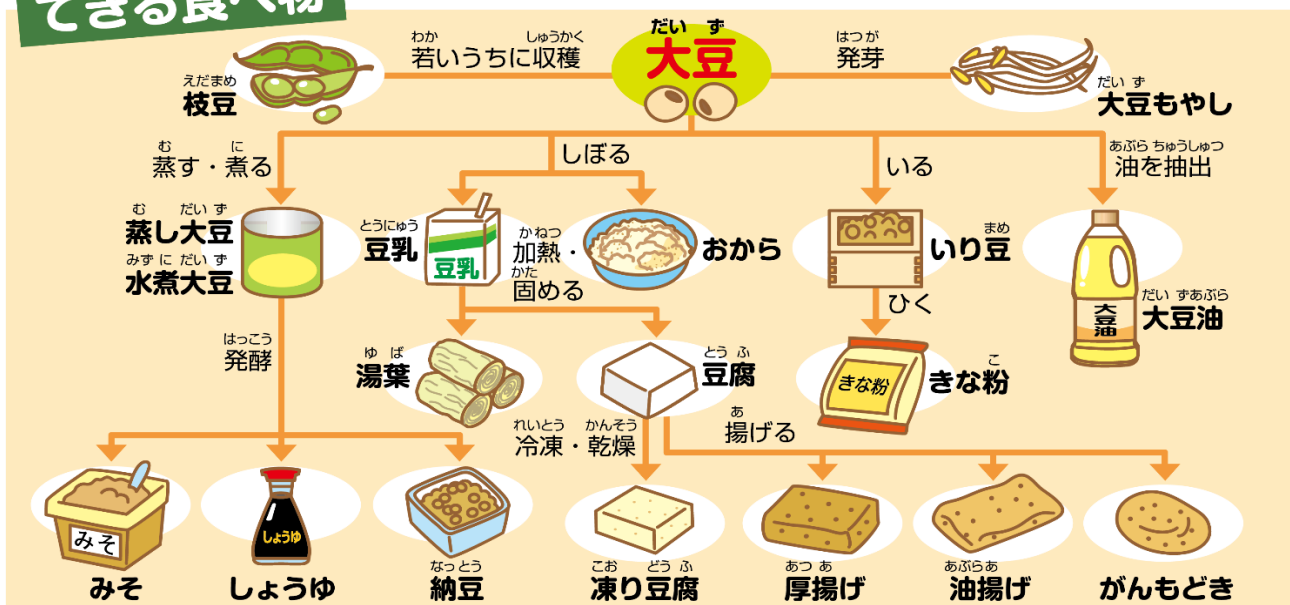 できる食べ物
だいず
大豆
わか しゅうかく
若いうちに収穫
はつが
発芽
えだまめ
枝豆
だいず
大豆もやし
む に
蒸す・煮る
しぼる
いる
あぶら ちゅうしゅつ
油を抽出
む だいず
蒸し大豆
みずに だいず
水煮大豆
とうにゅう
豆乳
豆乳
かねつ
加熱・
かた
固める
おから
まめ
いり豆
ひく
大豆油
だいずあぶら
大豆油
はっこう
発酵
ゆば
湯葉
とうふ
豆腐
きな粉
こ
きな粉
れいとう かんそう
冷凍・乾燥
あ
揚げる
みそ
みそ
しょうゆ
しょうゆ
なっとう
納豆
こお どうふ
凍り豆腐
あつあ
厚揚げ
あぶらあ
油揚げ
がんもどき